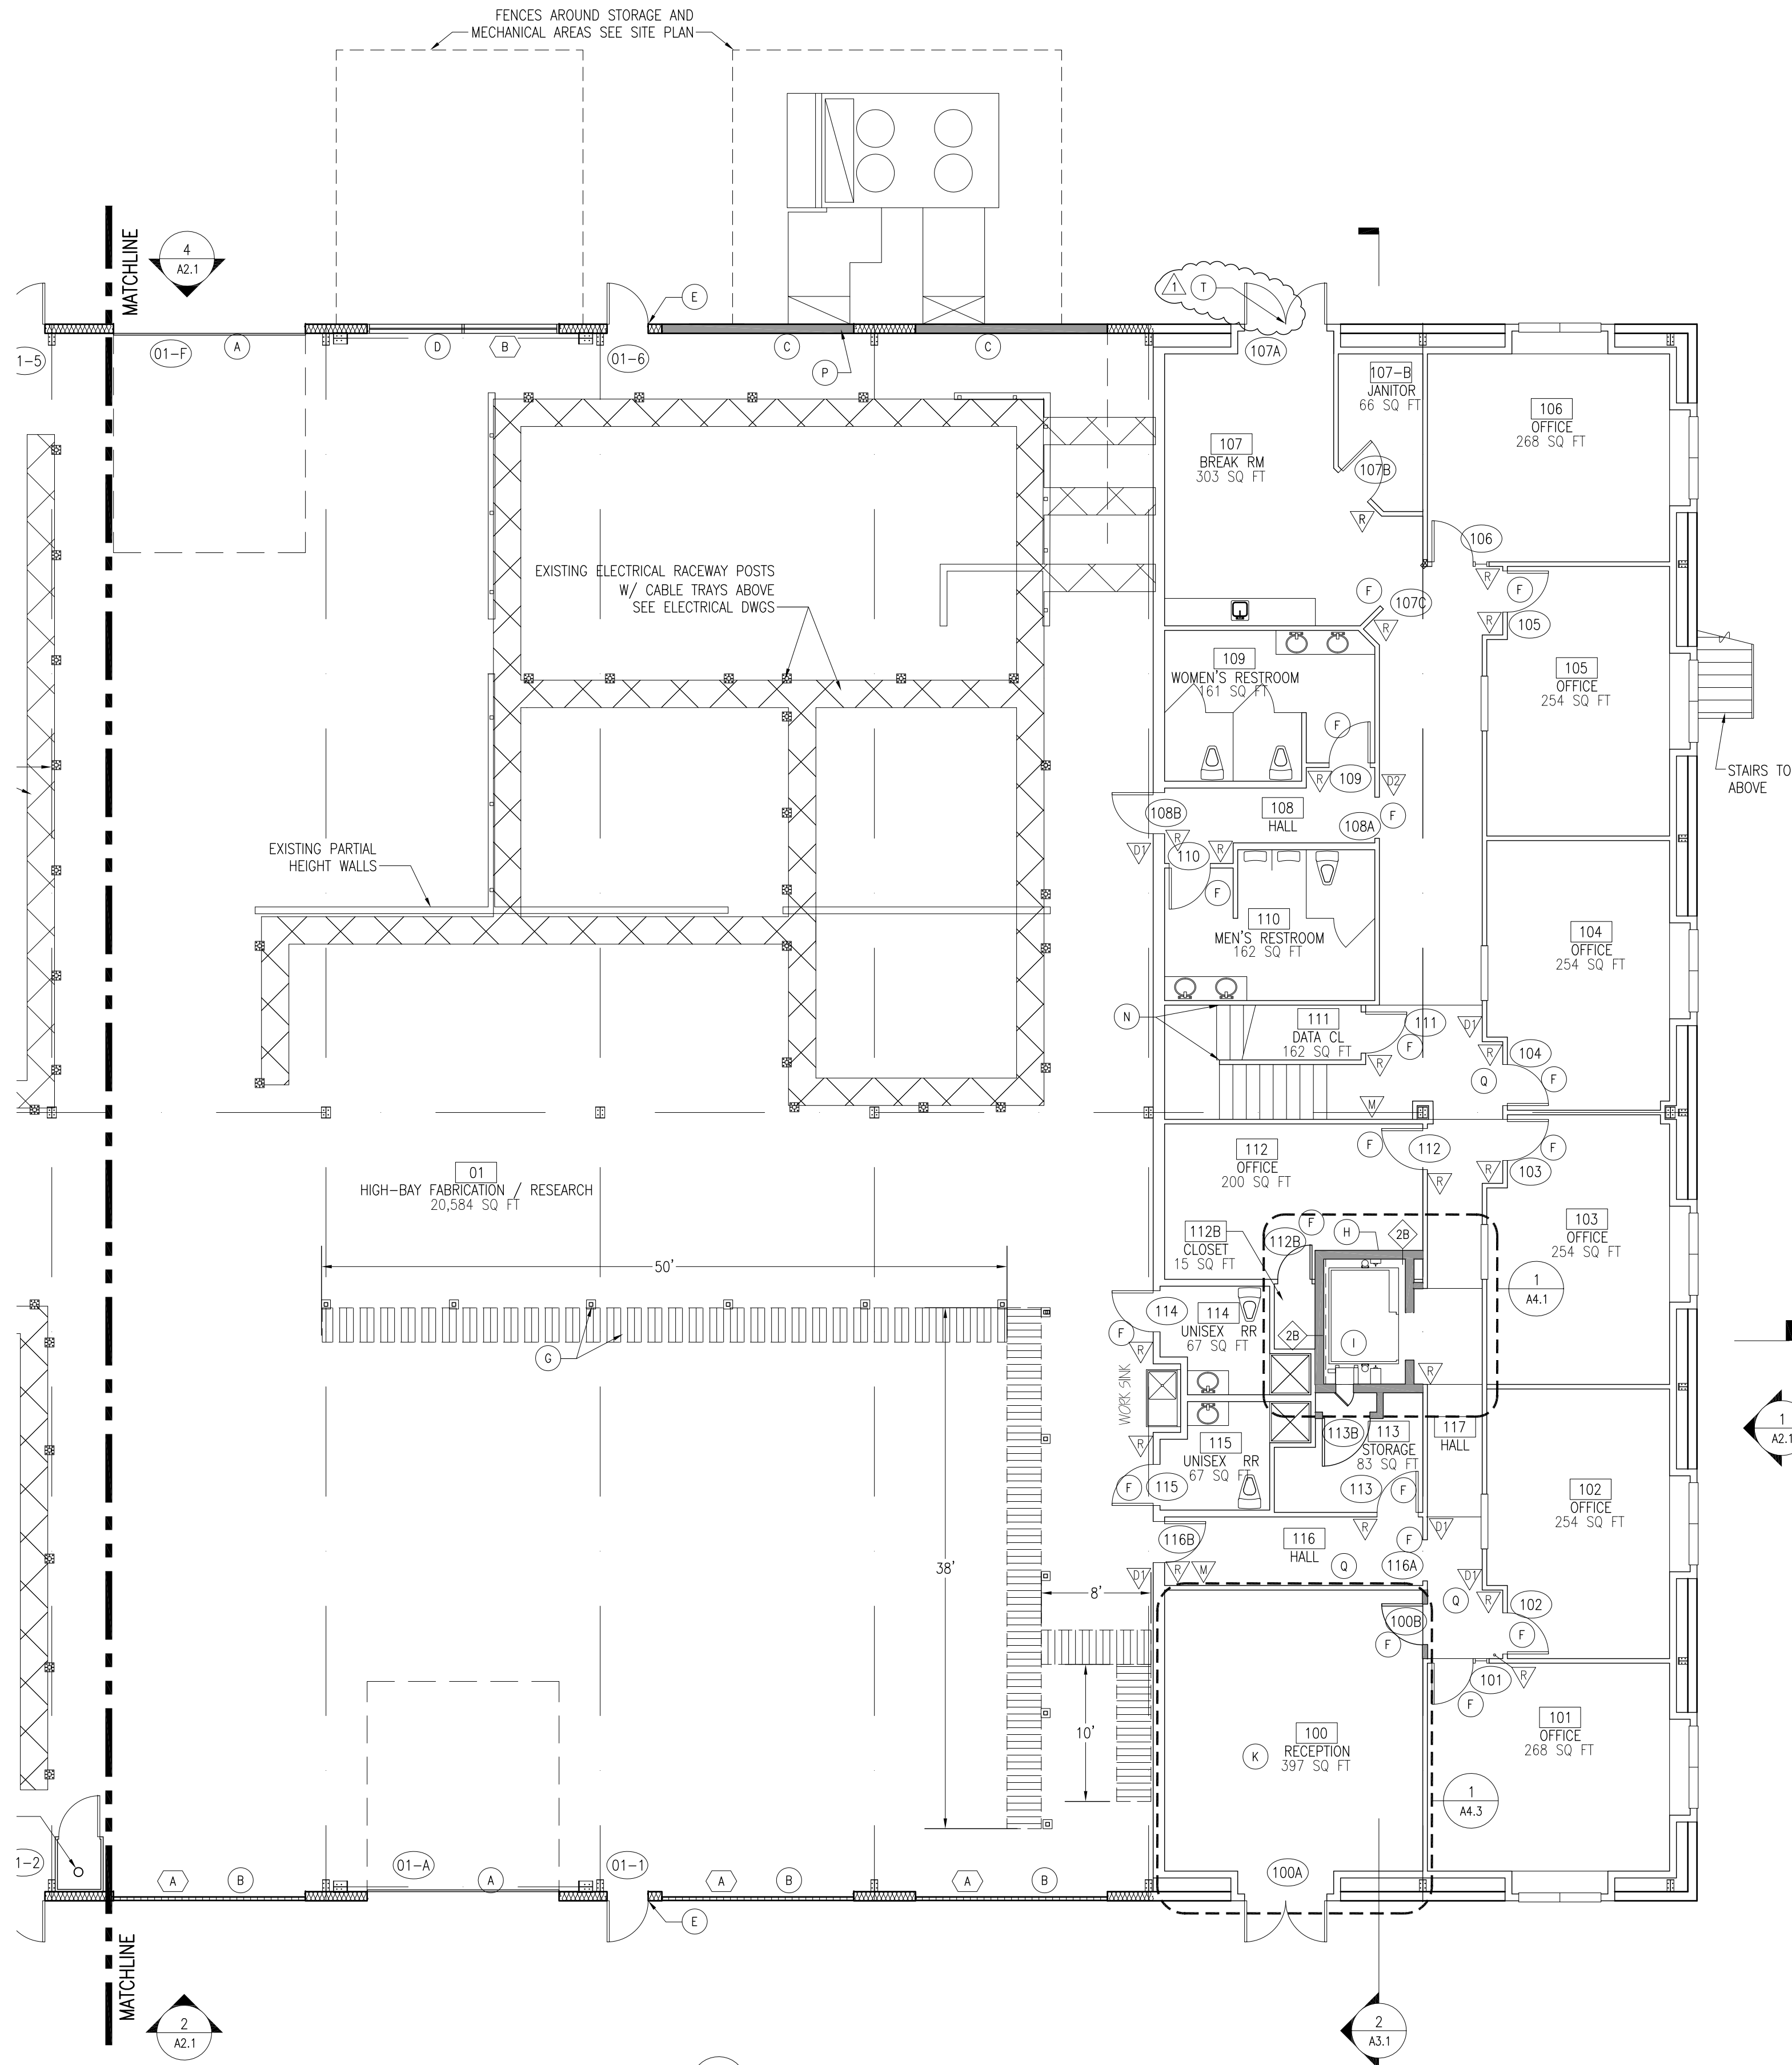 FENCES AROUND STORAGE AND
MECHANICAL AREAS SEE SITE PLAN
MATCHLINE
4
A2.1
1
T
E
1-5
01-F
A
D
B
01-6
C
C
P
107A
107-B
JANITOR
66 SQ FT
106
OFFICE
268 SQ FT
107
BREAK RM
303 SQ FT
107B
R
106
R
F
EXISTING ELECTRICAL RACEWAY POSTS
W/ CABLE TRAYS ABOVE
SEE ELECTRICAL DWGS
F
107C
R
R
105
109
WOMEN'S RESTROOM
161 SQ FT
105
OFFICE
254 SQ FT
F
STAIRS TO
ABOVE
R
109
D2
108B
108
HALL
108A
F
R
D1
110
R
EXISTING PARTIAL
HEIGHT WALLS
F
110
MEN'S RESTROOM
162 SQ FT
104
OFFICE
254 SQ FT
N
111
DATA CL
162 SQ FT
111
F
R
D1
R
104
Q
F
M
F
112
F
103
R
R
112
OFFICE
200 SQ FT
01
HIGH-BAY FABRICATION / RESEARCH
20,584 SQ FT
103
OFFICE
254 SQ FT
112B
CLOSET
15 SQ FT
F
112B
H
2B
50'
1
A4.1
114
114
UNISEX RR
67 SQ FT
2B
I
F
R
G
R
WORK SINK
38'
1
A2.1
R
115
UNISEX RR
67 SQ FT
113B
113
STORAGE
83 SQ FT
117
HALL
F
115
113
F
102
OFFICE
254 SQ FT
116B
116
HALL
R
F
D1
Q
116A
D1
R
M
D1
R
Q
102
8'
100B
F
F
101
R
F
10'
100
RECEPTION
397 SQ FT
K
101
OFFICE
268 SQ FT
1
A4.3
1-2
A
B
01-A
A
01-1
A
B
A
B
100A
E
MATCHLINE
2
A2.1
2
A3.1